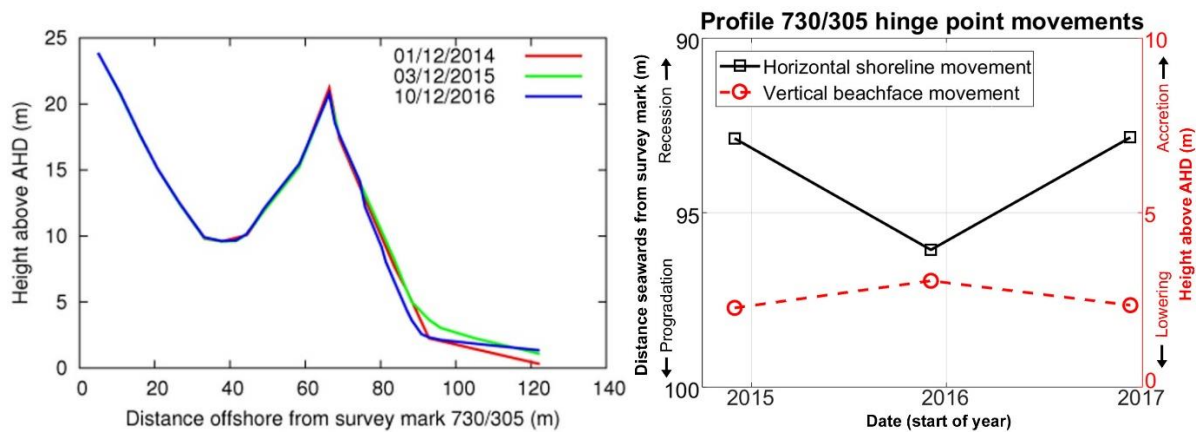 25
20
15
10
5
0
0 20 40 60 80 100 120 140
Height above AHD (m)
Distance offshore from survey mark 730/305 (m)
01/12/2014
03/12/2015
10/12/2016
Profile 730/305 hinge point movements
90
95
100
Distance seawards from survey mark (m)
Recession
Progradation
Horizontal shoreline movement
Vertical beachface movement
10
5
0
Accretion
Lowering
Height above AHD (m)
2015 2016 2017
Date (start of year)